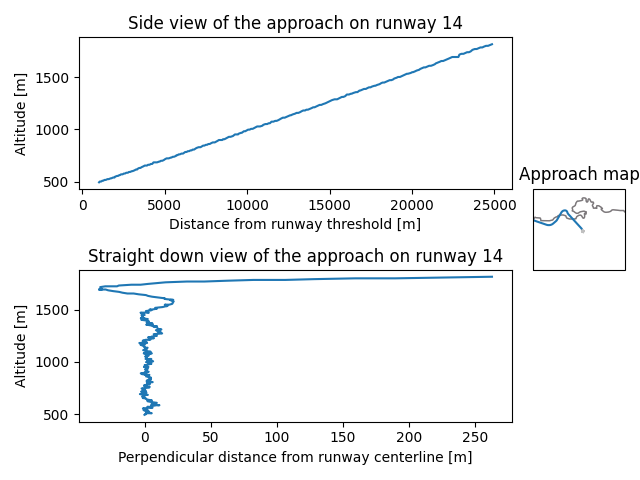 Side view of the approach on runway 14
Altitude [m]
1500
1000
500
0
5000
10000
15000
20000
25000
Distance from runway threshold [m]
Approach map
Straight down view of the approach on runway 14
Altitude [m]
1500
1000
500
0
50
100
150
200
250
Perpendicular distance from runway centerline [m]